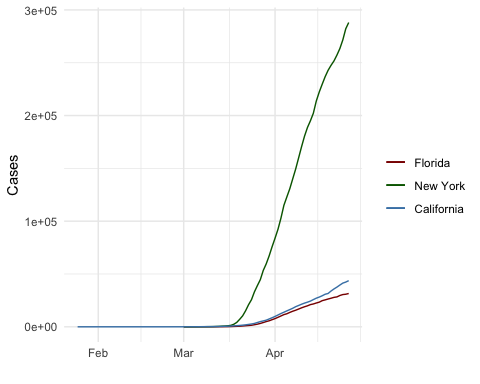 3e+05
2e+05
1e+05
0e+00
Cases
Feb
Mar
Apr
Florida
New York
California